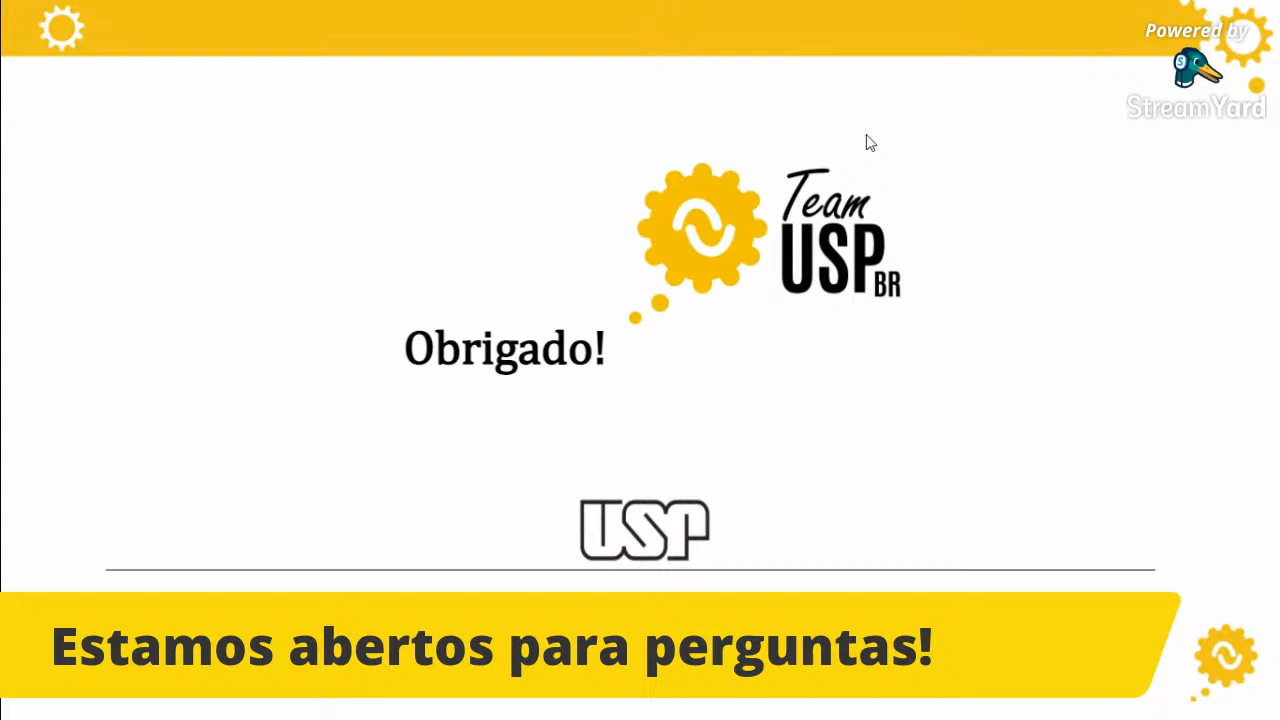 Powered by
StreamYard
Team
USP
BR
Obrigado!
USP
Estamos abertos para perguntas!